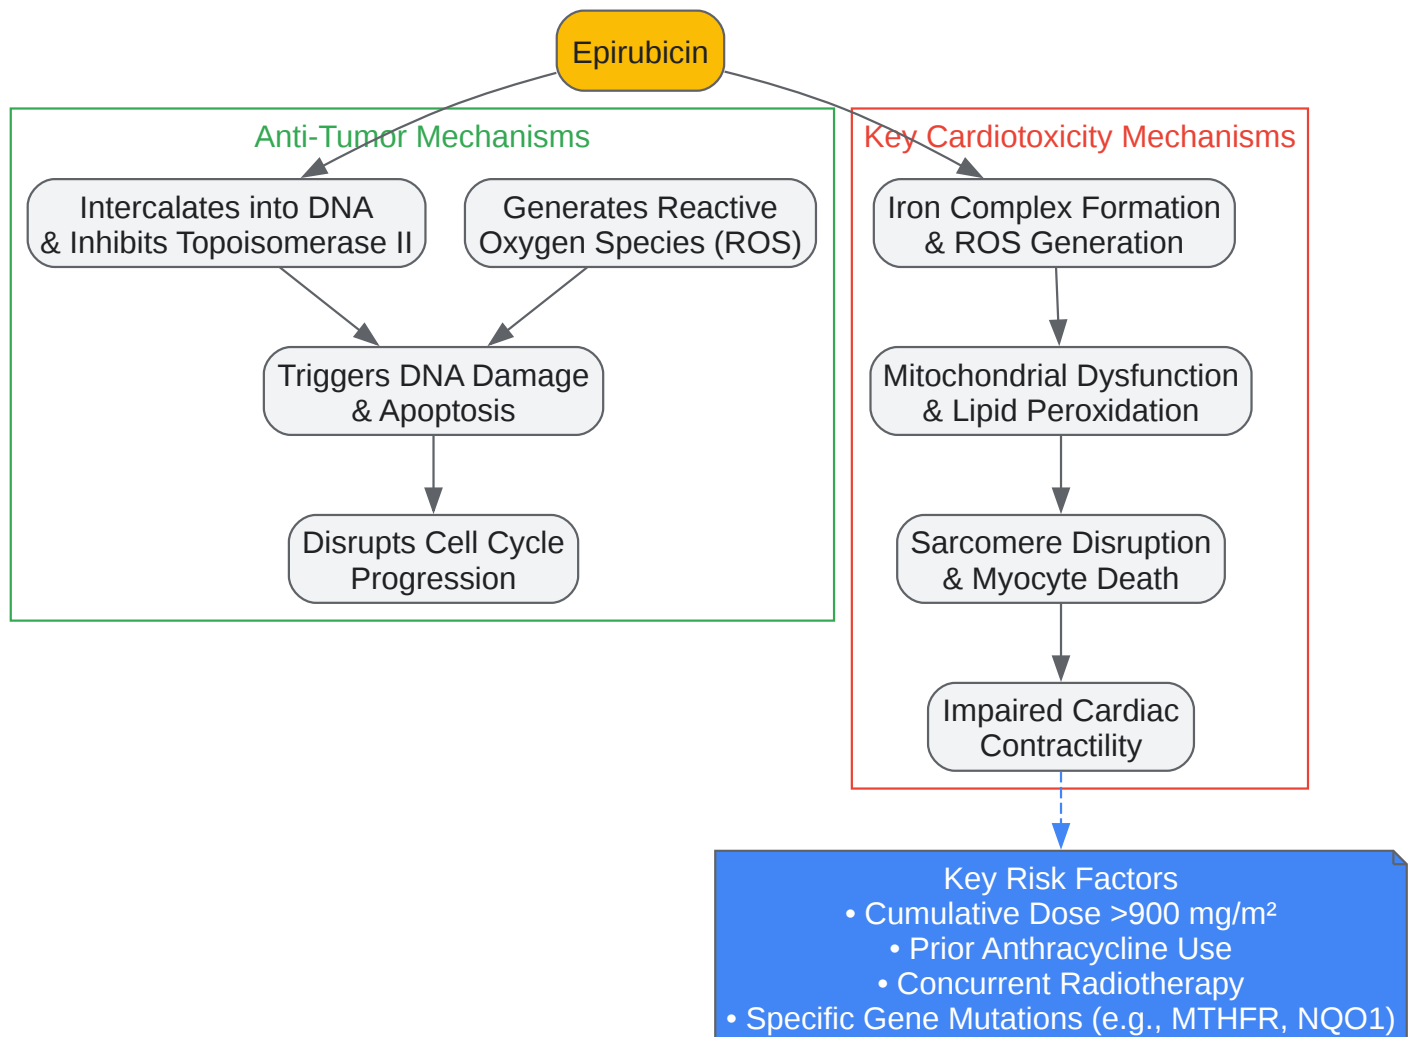 Epirubicin
Anti-Tumor Mechanisms
Intercalates into DNA
& Inhibits Topoisomerase II
Generates Reactive
Oxygen Species (ROS)
Triggers DNA Damage
& Apoptosis
Disrupts Cell Cycle
Progression
Key Cardiotoxicity Mechanisms
Iron Complex Formation
& ROS Generation
Mitochondrial Dysfunction
& Lipid Peroxidation
Sarcomere Disruption
& Myocyte Death
Impaired Cardiac
Contractility
Key Risk Factors
• Cumulative Dose >900 mg/m²
• Prior Anthracycline Use
• Concurrent Radiotherapy
• Specific Gene Mutations (e.g., MTHFR, NQO1)